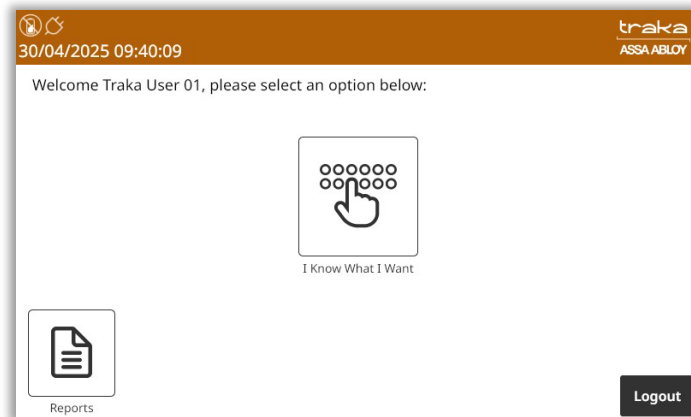 30/04/2025 09:40:09
traka
ASSA ABLOY
Welcome Traka User 01, please select an option below:
I Know What I Want
Reports
Logout